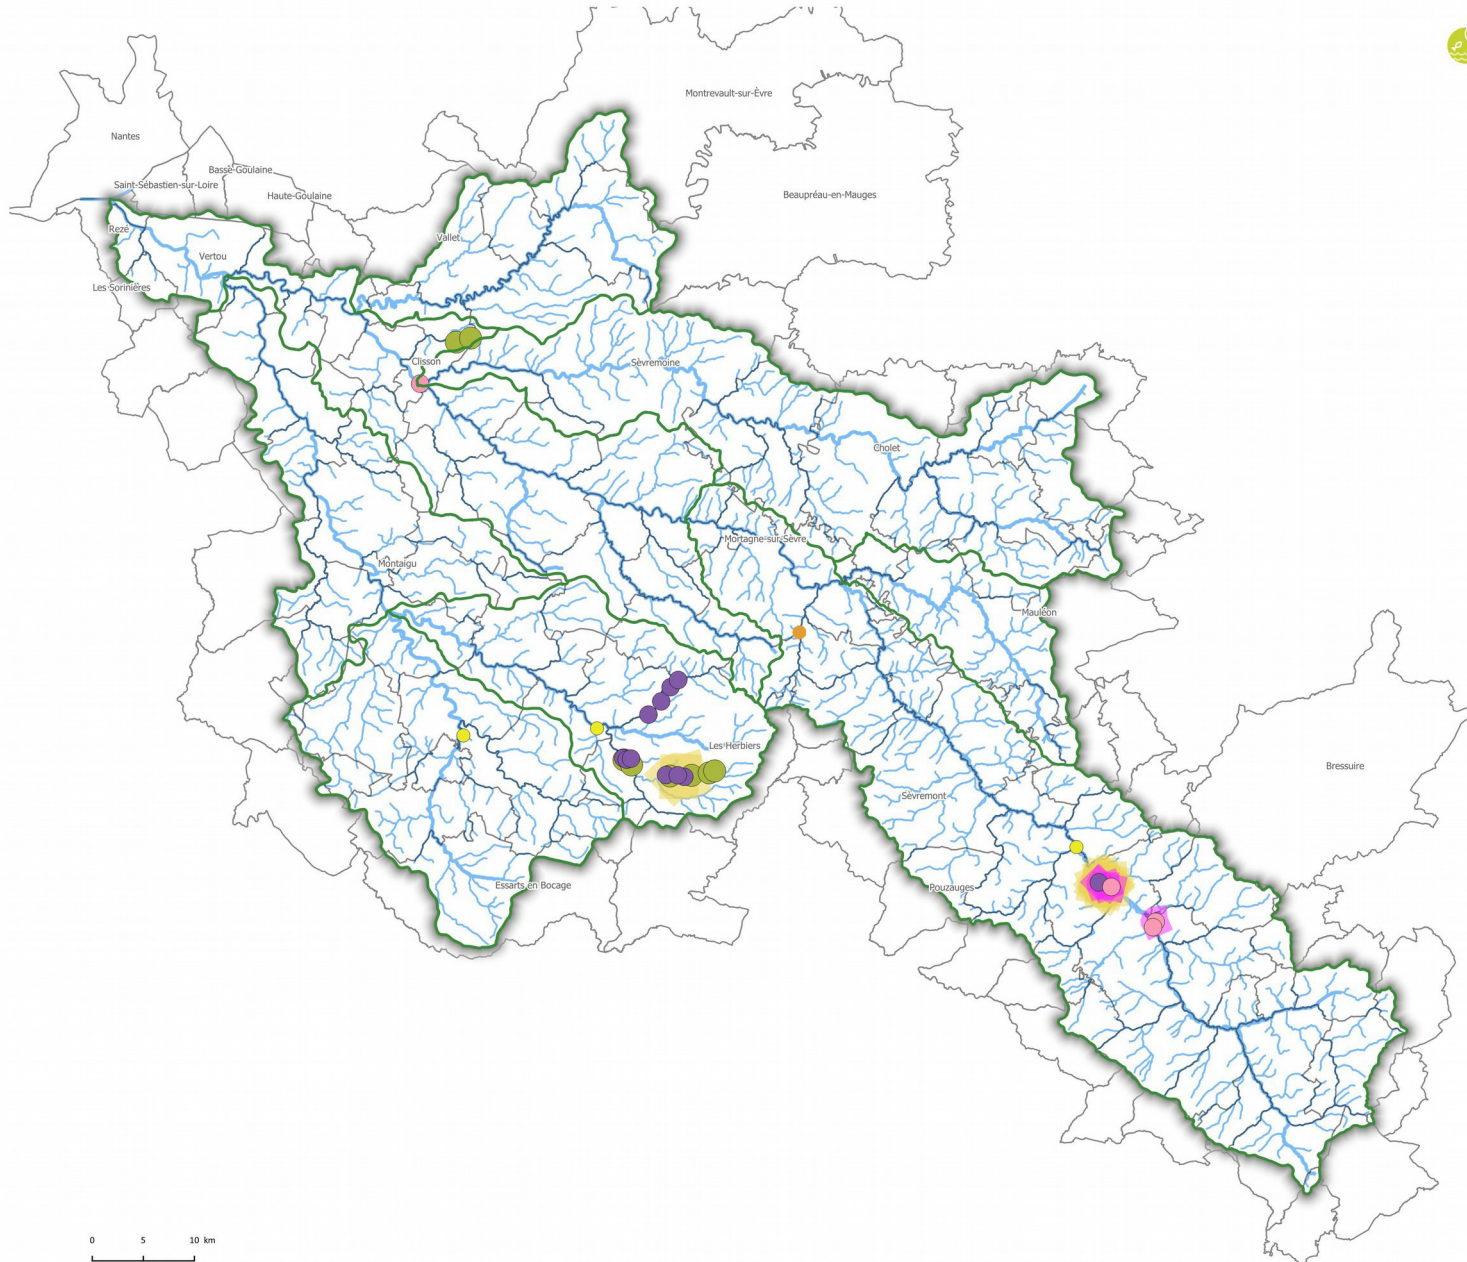 Montrevault-sur-Èvre
Nantes
Basse-Goulaine
Saint-Sébastien-sur-Loire
Haute-Goulaine
Beaupréau-en-Mauges
Rezé
Vallet
Vertou
Les Sorinières
Clisson
Sèvremoine
Cholet
Mortagne-sur-Sèvre
Montaigu
Mauléon
Les Herbiers
Bressuire
Sèvremont
Essarts en Bocage
Pouzauges
0 5 10 km